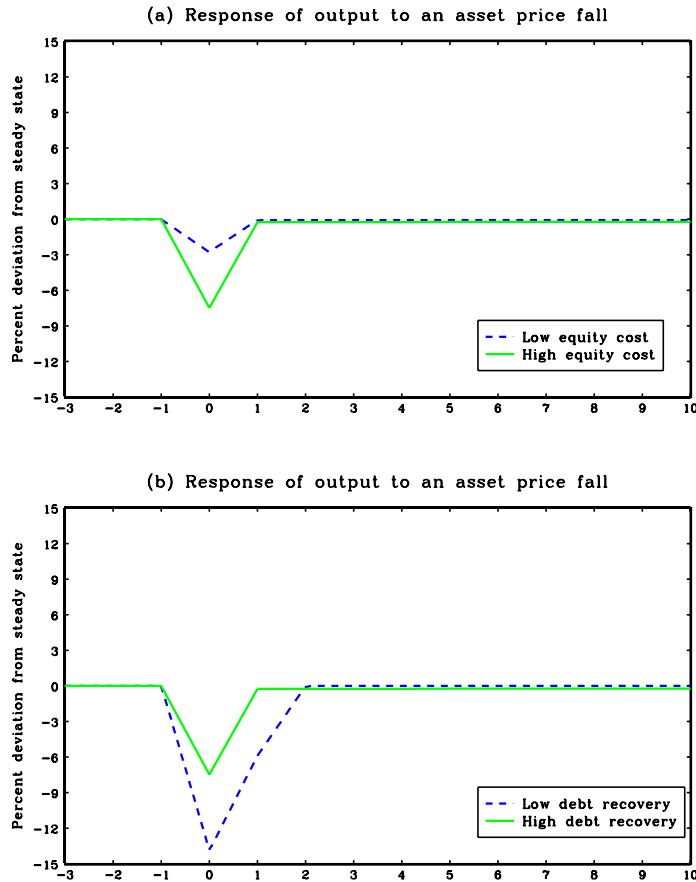 (a) Response of output to an asset price fall
Percent deviation from steady state
15
12
9
6
3
0
−3
−6
−9
−12
−15
Low equity cost
High equity cost
−3 −2 −1 0 1 2 3 4 5 6 7 8 9 10
(b) Response of output to an asset price fall
Percent deviation from steady state
15
12
9
6
3
0
−3
−6
−9
−12
−15
Low debt recovery
High debt recovery
−3 −2 −1 0 1 2 3 4 5 6 7 8 9 10